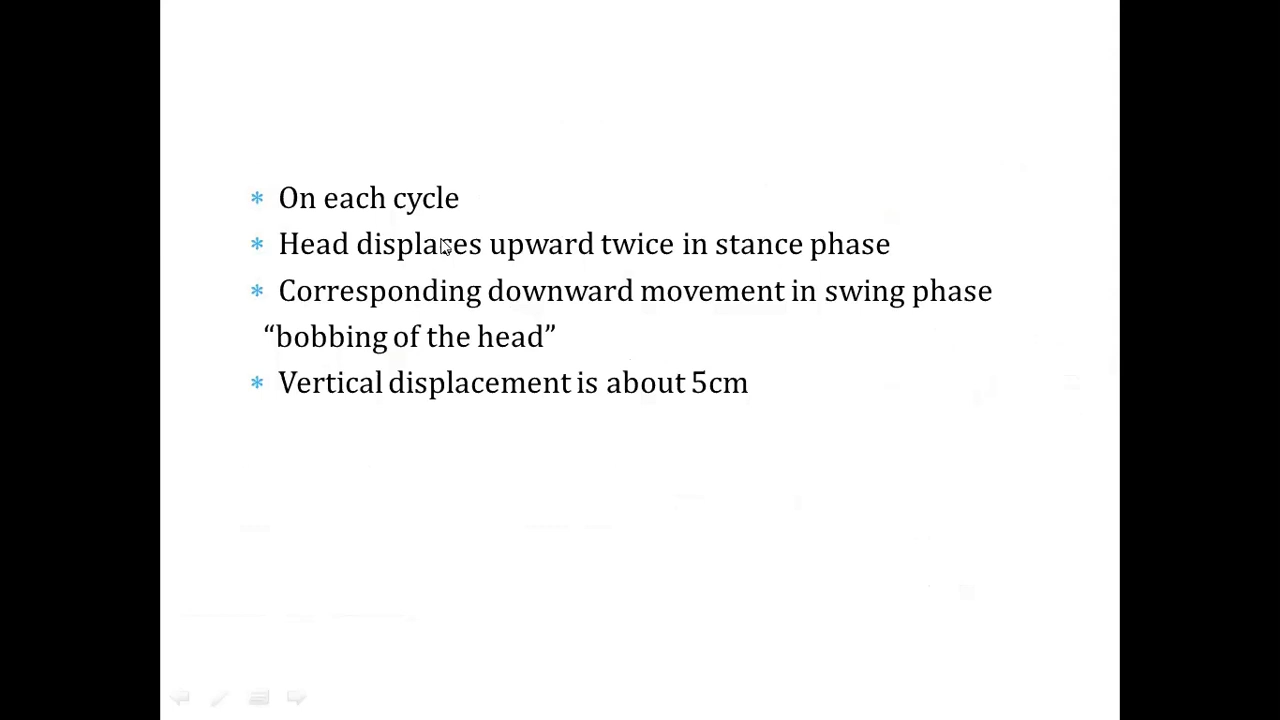 * On each cycle
* Head displaces upward twice in stance phase
* Corresponding downward movement in swing phase
“bobbing of the head”
* Vertical displacement is about 5cm